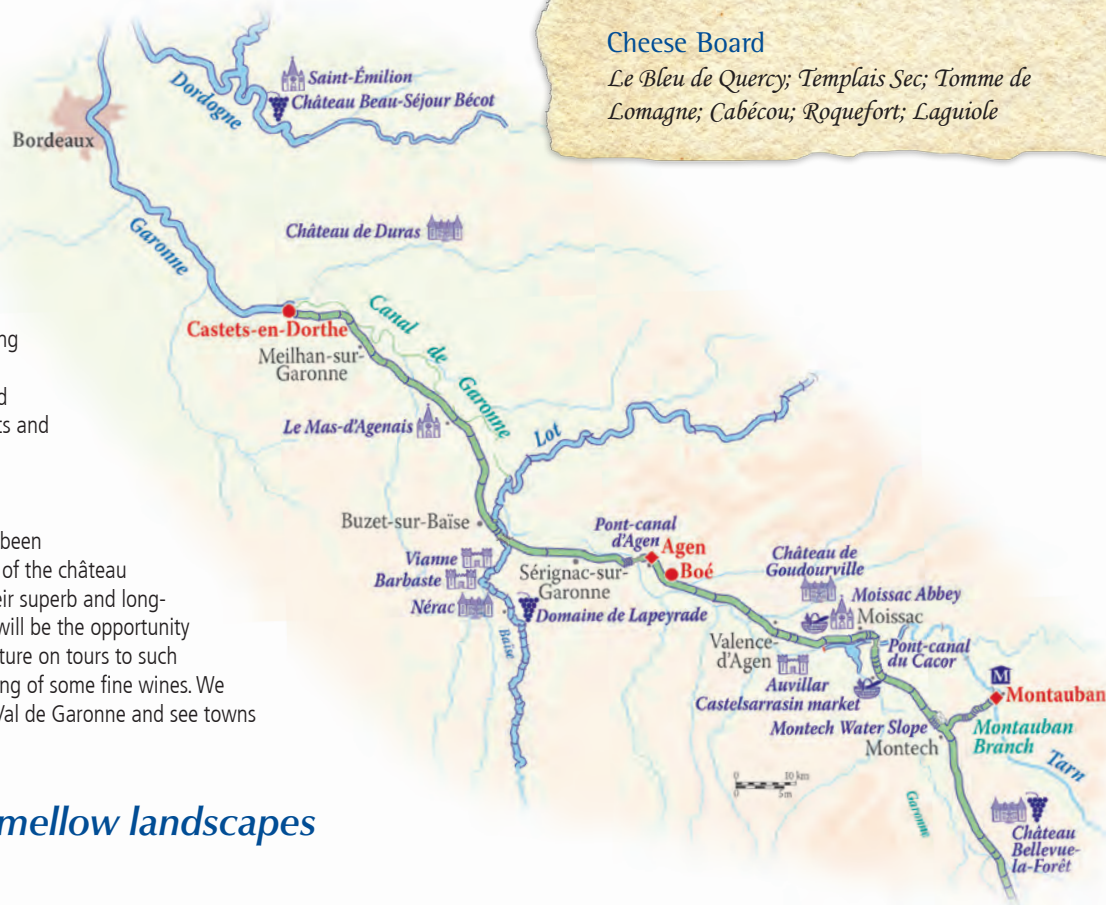 Cheese Board
Le Bleu de Quercy; Templais Sec; Tomme de
Lomagne; Cabécou; Roquefort; Laguiole
Saint-Émilion
Château Beau-Séjour Bécot
Dordogne
Bordeaux
Garonne
Château de Duras
Castets-en-Dorthe
Canal de Garonne
Meilhan-sur-
Garonne
Le Mas-d'Agenais
Lot
Buzet-sur-Baïse
Vianne
Barbaste
Nérac
Baïse
Pont-canal
d'Agen
Agen
Boé
Sérignac-sur-
Garonne
Domaine de Lapeyrade
Château de
Goudourville
Moissac Abbey
Moissac
Valence-
d'Agen
Pont-canal
du Cacor
Auvillar
Castelsarrasin market
M
Montauban
Montech Water Slope
Montech
Montauban
Branch
Tarn
0 10 km
0 5m
Garonne
Château
Bellevue-
la-Forêt
ng
d
ts and
been
of the château
eir superb and long-
will be the opportunity
ture on tours to such
ng of some fine wines. We
Val de Garonne and see towns
mellow landscapes